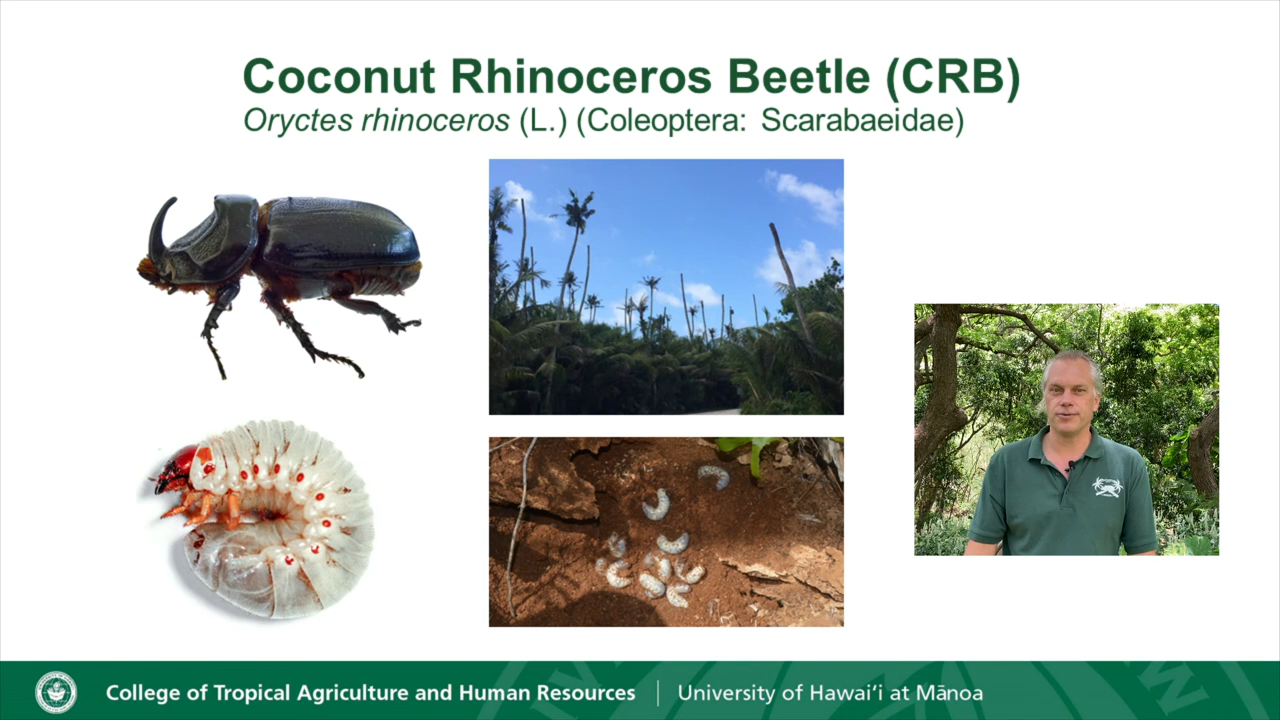 Coconut Rhinoceros Beetle (CRB)
Oryctes rhinoceros (L.) (Coleoptera: Scarabaeidae)
College of Tropical Agriculture and Human Resources | University of Hawaiʻi at Mānoa